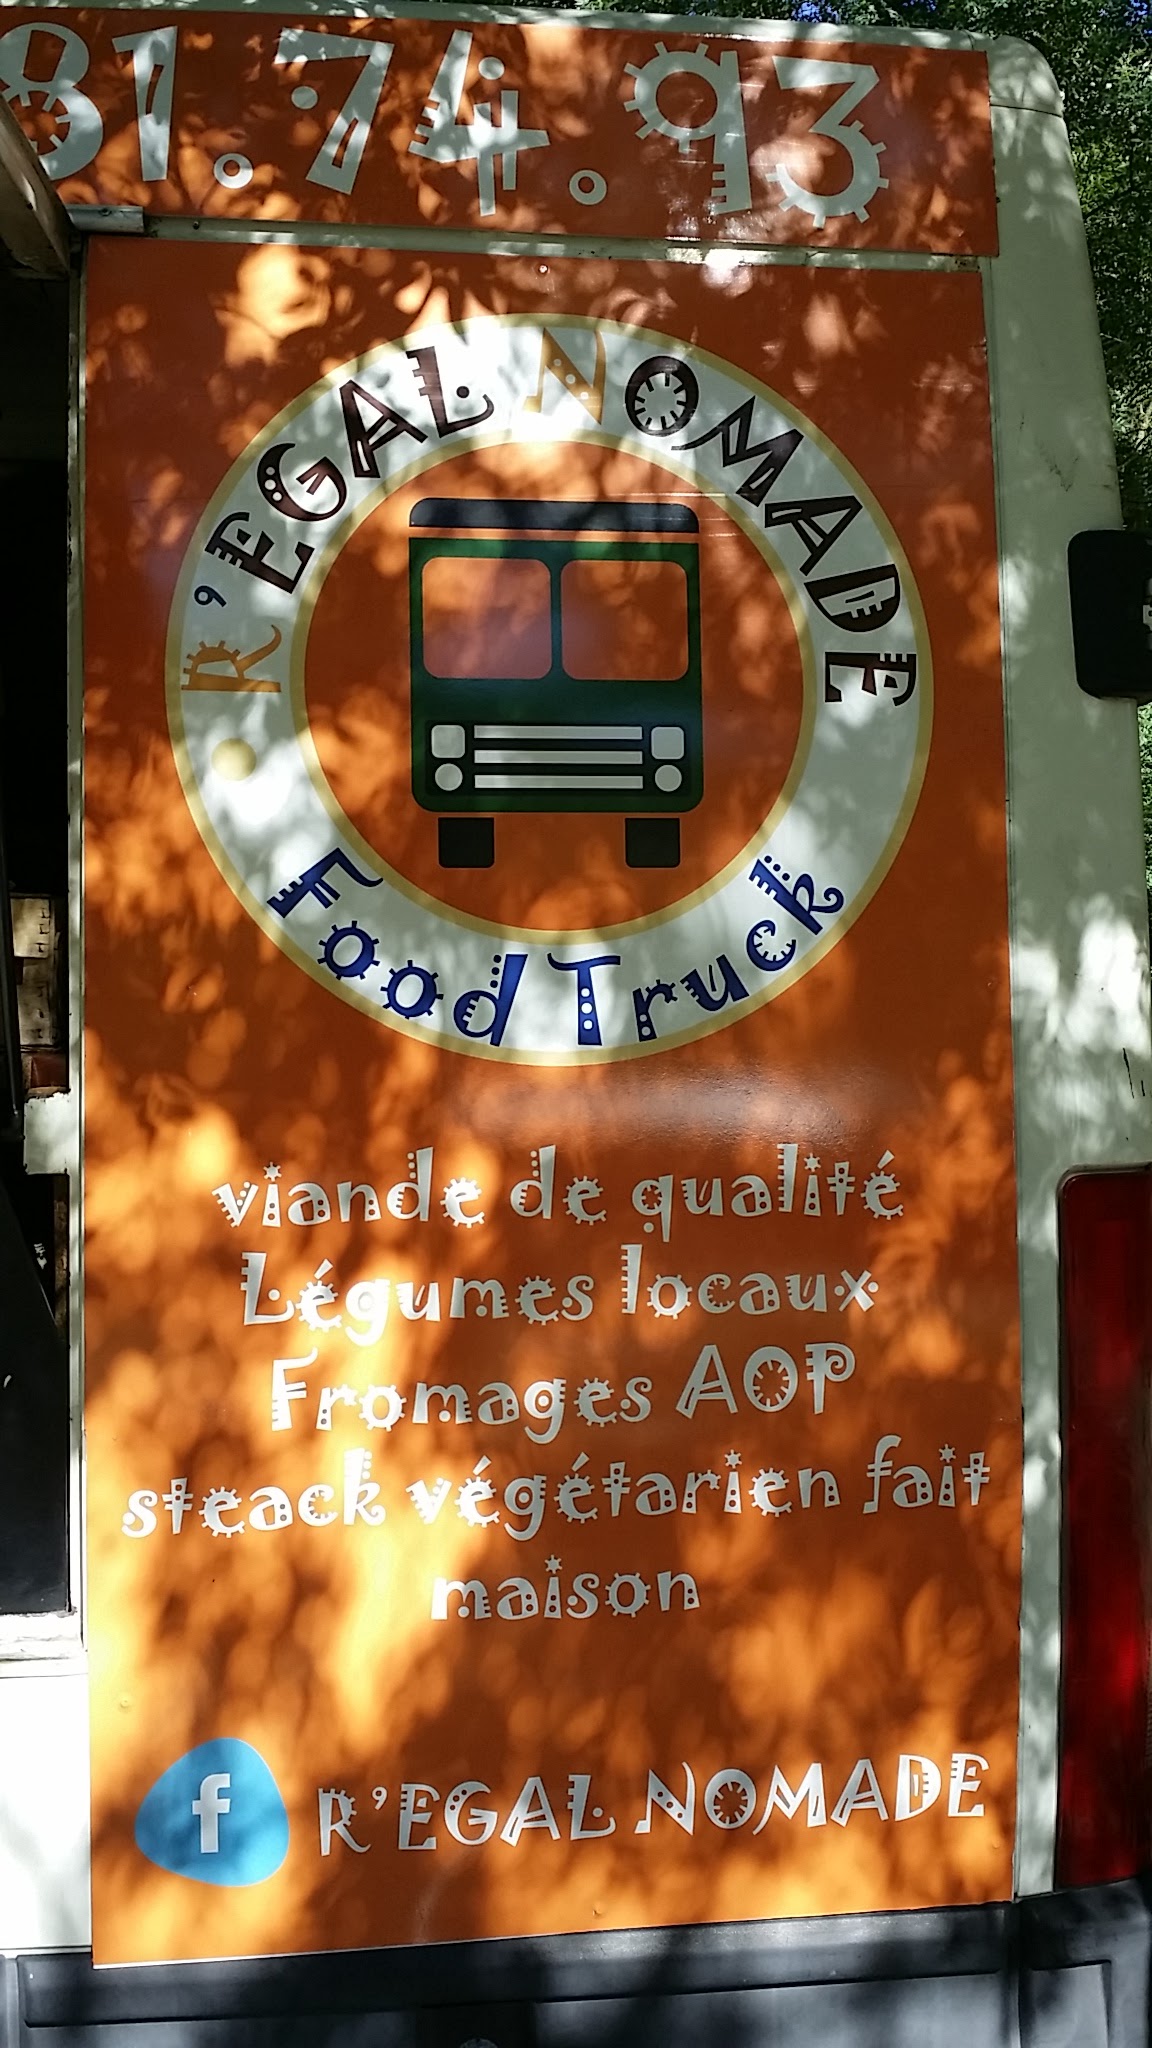 81.74.93
R'EGAL NOMADE
Food Truck
viande de qualité
Légumes locaux
Fromages AOP
steack végétarien fait
maison
f R'EGAL NOMADE